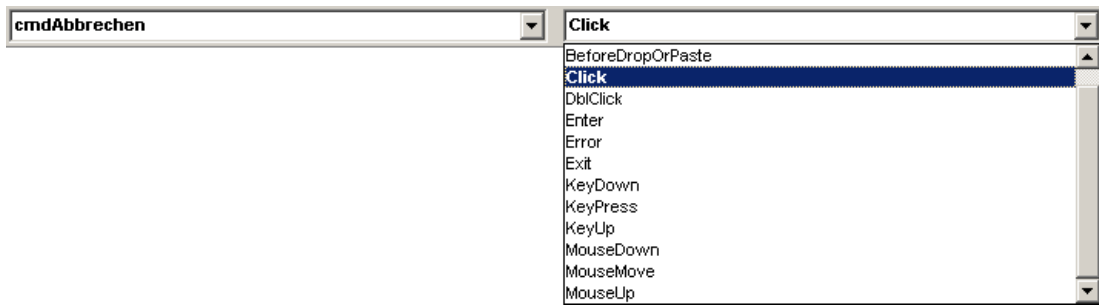 cmdAbbrechen Click
BeforeDropOrPaste
Click
DblClick
Enter
Error
Exit
KeyDown
KeyPress
KeyUp
MouseDown
MouseMove
MouseUp